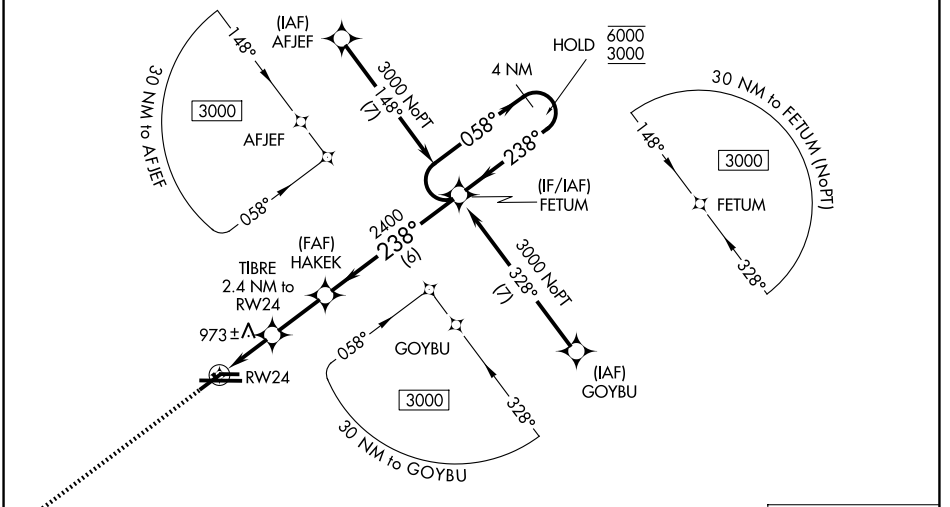 (IAF)
AFJEF
3000 NoPT
148°
(7)
HOLD
6000
3000
4 NM
058°
238°
148°
3000
AFJEF
058°
30 NM to AFJEF
30 NM to FETUM (NoPT)
148°
3000
FETUM
328°
(IF/IAF)
FETUM
2400
238°
(6)
(FAF)
HAKEK
TIBRE
2.4 NM to
RW24
973±
RW24
3000 NoPT
328°
(7)
(IAF)
GOYBU
058°
GOYBU
3000
328°
30 NM to GOYBU